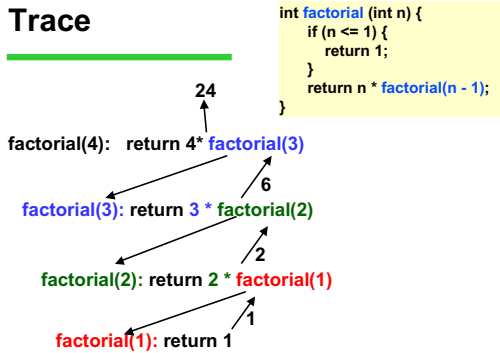 Trace
int factorial (int n) {
if (n <= 1) {
return 1;
}
return n * factorial(n - 1);
}
24
factorial(4): return 4* factorial(3)
6
factorial(3): return 3 * factorial(2)
2
factorial(2): return 2 * factorial(1)
1
factorial(1): return 1